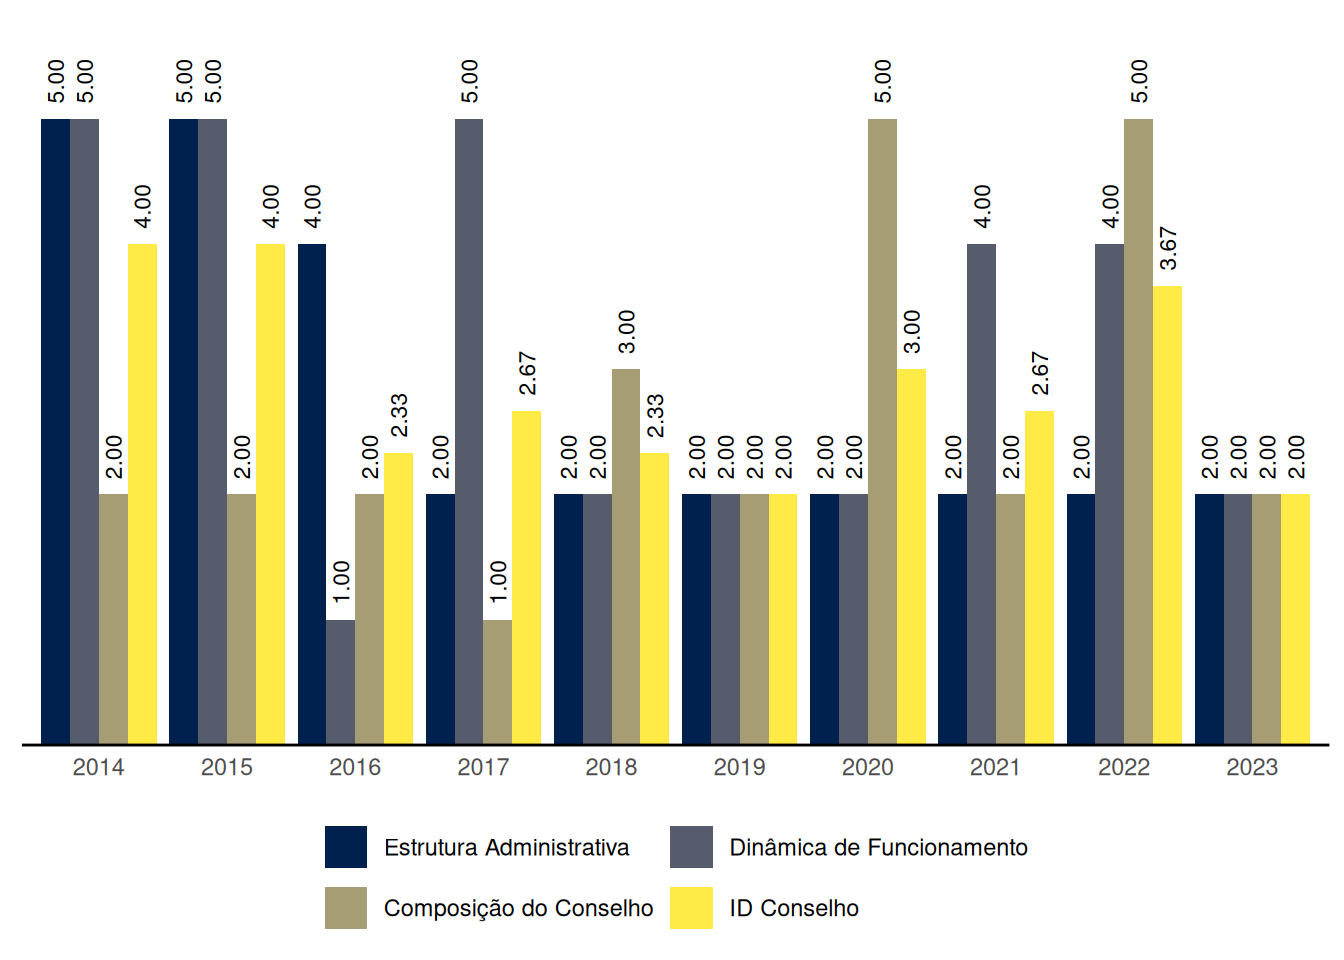 5.00 5.00 2.00 4.00
5.00 5.00 2.00 4.00
4.00 1.00 2.00 2.33
2.00 5.00 1.00 2.67
2.00 2.00 3.00 2.33
2.00 2.00 2.00 2.00
2.00 2.00 5.00 3.00
2.00 4.00 2.00 2.67
2.00 4.00 5.00 3.67
2.00 2.00 2.00 2.00
2014 2015 2016 2017 2018 2019 2020 2021 2022 2023
Estrutura Administrativa Dinâmica de Funcionamento
Composição do Conselho ID Conselho